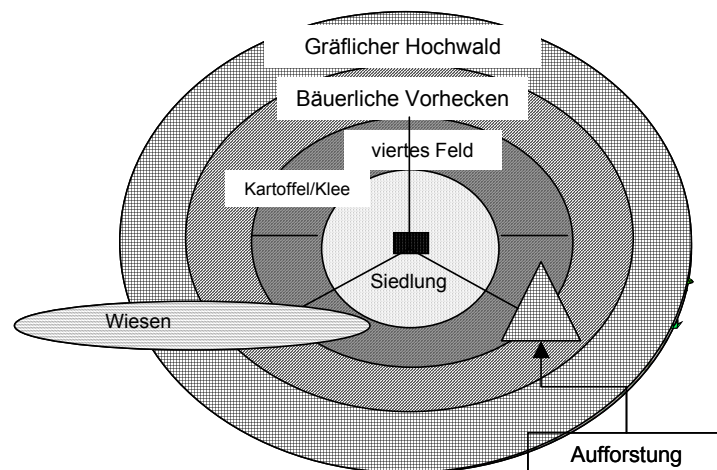 Gräflicher Hochwald
Bäuerliche Vorhecken
viertes Feld
Kartoffel/Klee
Siedlung
Wiesen
Aufforstung